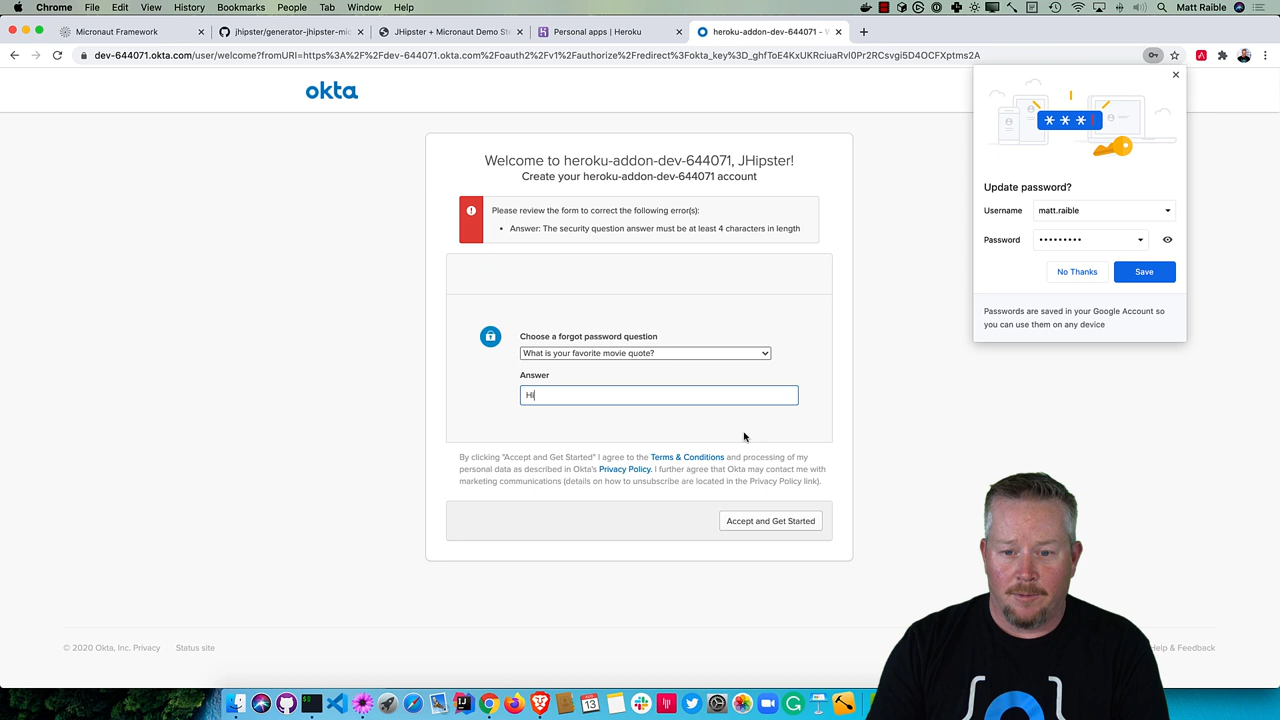 Chrome File Edit View History Bookmarks People Tab Window Help Matt Raible
Micronaut Framework
jhipster/generator-jhipster-mic
JHipster + Micronaut Demo St
Personal apps | Heroku
heroku-addon-dev-644071 - W
dev-644071.okta.com/user/welcome?fromURI=https%3A%2F%2Fdev-644071.okta.com%2Foauth2%2Fv1%2Fauthorize%2Fredirect%3Fokta_key%3D_ghfToE4KxUKRciuaRvI0Pr2RCsvgi5D4OCFXptms2A
okta
Welcome to heroku-addon-dev-644071, JHipster!
Create your heroku-addon-dev-644071 account
Please review the form to correct the following error(s):
• Answer: The security question answer must be at least 4 characters in length
Choose a forgot password question
What is your favorite movie quote?
Answer
Hi
By clicking "Accept and Get Started" I agree to the Terms & Conditions and processing of my
personal data as described in Okta's Privacy Policy. I further agree that Okta may contact me with
marketing communications (details on how to unsubscribe are located in the Privacy Policy link).
Accept and Get Started
Update password?
Username matt.raible
Password •••••••••
No Thanks Save
Passwords are saved in your Google Account so
you can use them on any device
© 2020 Okta, Inc. Privacy Status site
Help & Feedback
13